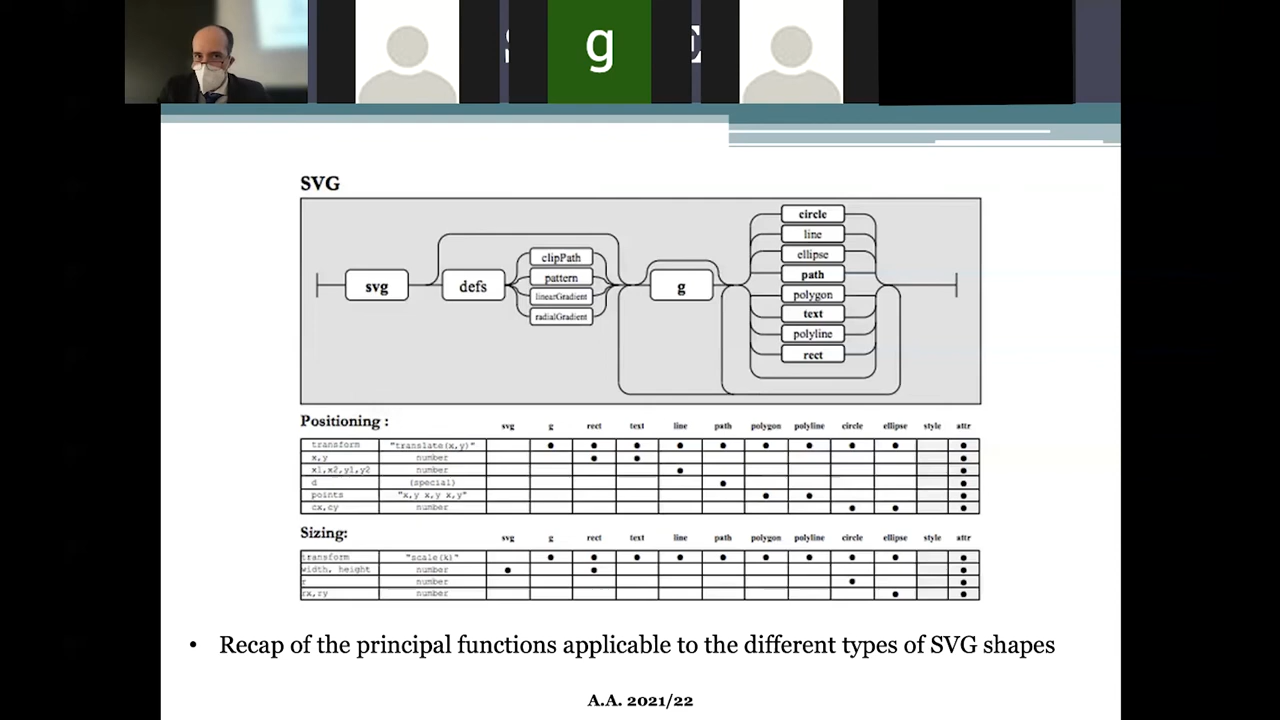 g
SVG
circle
line
ellipse
svg defs clipPath pattern linearGradient radialGradient g path
polygon
text
polyline
rect
Positioning : svg g rect text line path polygon polyline circle ellipse style attr
transform "translate(x,y)"
x,y number
x1,x2,y1,y2 number
d (special)
points "x,y x,y x,y"
cx,cy number
Sizing: svg g rect text line path polygon polyline circle ellipse style attr
transform "scale(k)"
width, height number
r number
rx,ry number
• Recap of the principal functions applicable to the different types of SVG shapes
A.A. 2021/22